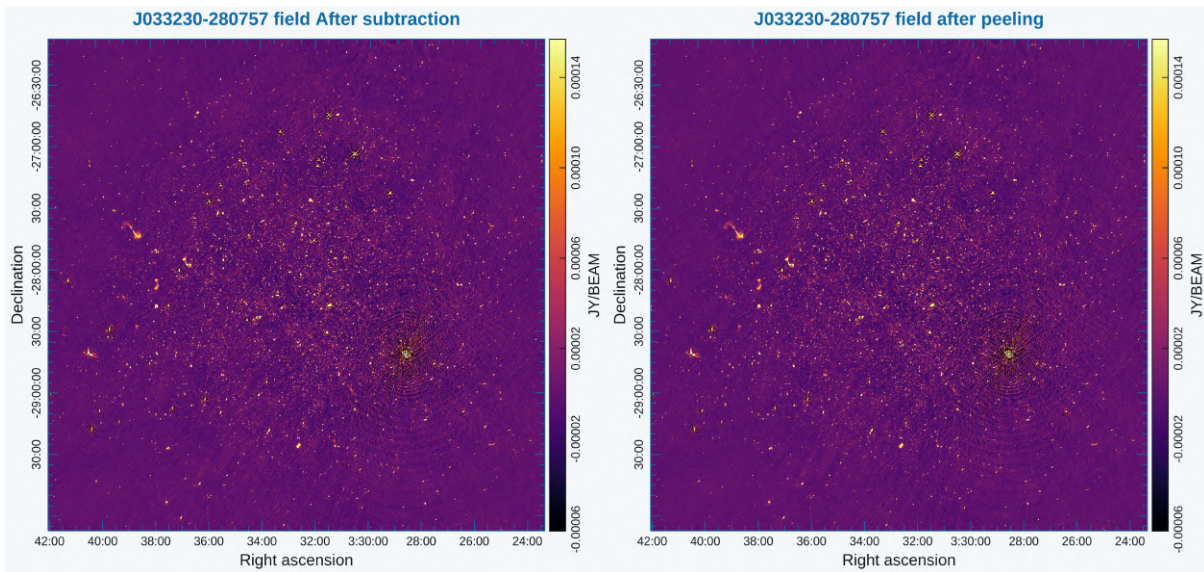 J033230-280757 field After subtraction
Declination
-26:30:00
-27:00:00
30:00
-28:00:00
30:00
-29:00:00
30:00
42:00 40:00 38:00 36:00 34:00 32:00 3:30:00 28:00 26:00 24:00
Right ascension
0.00014
0.00010
0.00006
0.00002
-0.00002
-0.00006
JY/BEAM
J033230-280757 field after peeling
Declination
-26:30:00
-27:00:00
30:00
-28:00:00
30:00
-29:00:00
30:00
42:00 40:00 38:00 36:00 34:00 32:00 3:30:00 28:00 26:00 24:00
Right ascension
0.00014
0.00010
0.00006
0.00002
-0.00002
-0.00006
JY/BEAM